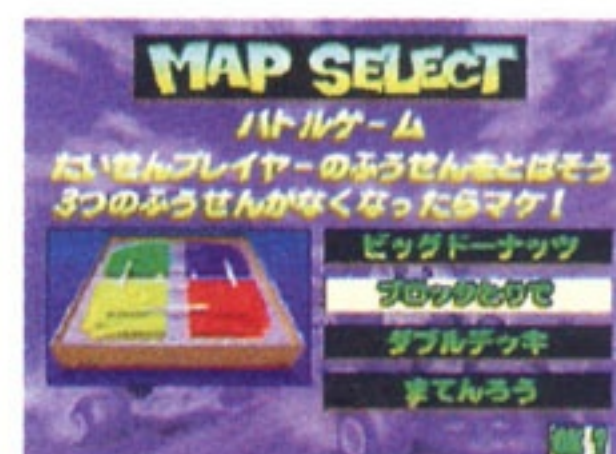 MAP SELECT
バトルゲーム
たいせんプレイヤーのふうせんをとばそう
3つのふうせんがなくなったらマケ！
ビッグドーナッツ
ブロックとりで
ダブルデッキ
まてんろう
OK?